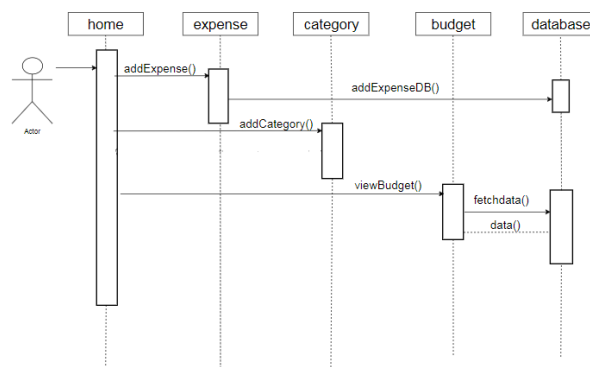 home
expense
category
budget
database
addExpense()
addExpenseDB()
addCategory()
Actor
viewBudget()
fetchdata()
data()